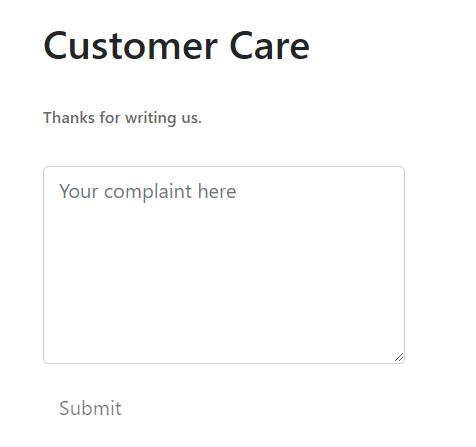 Customer Care
Thanks for writing us.
Your complaint here
Submit